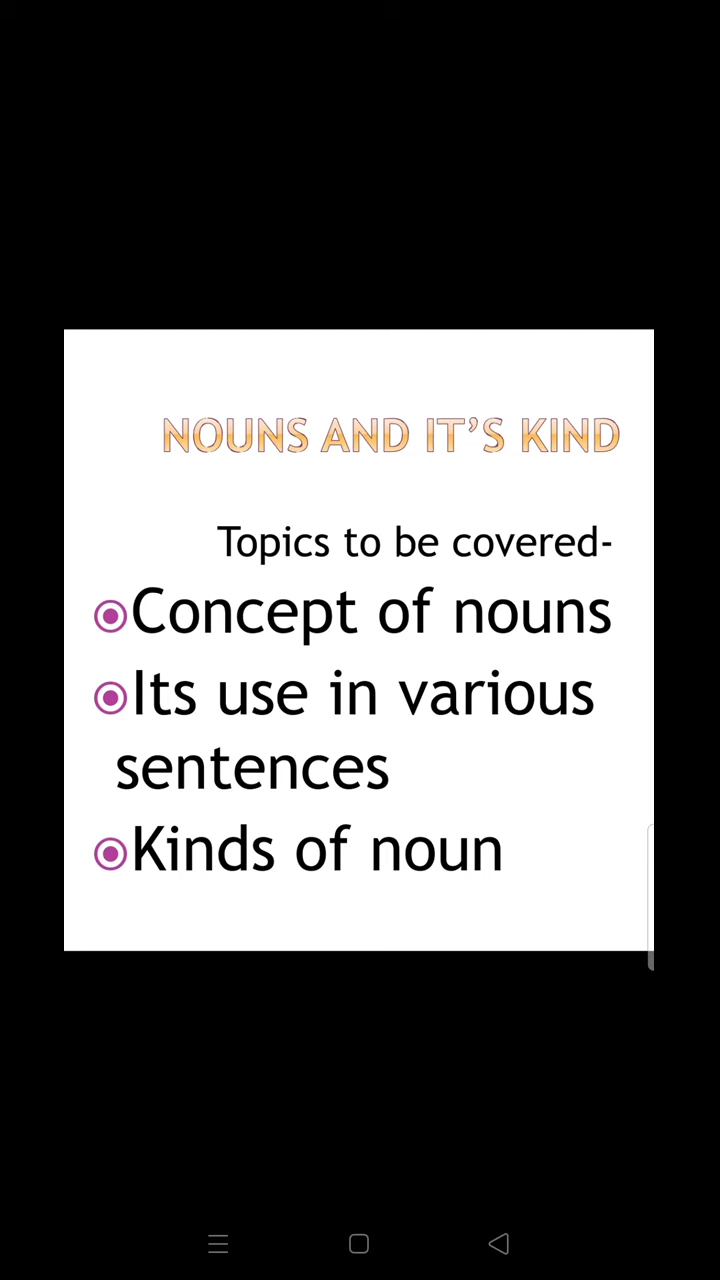 NOUNS AND IT’S KIND
Topics to be covered-
Concept of nouns
Its use in various
sentences
Kinds of noun